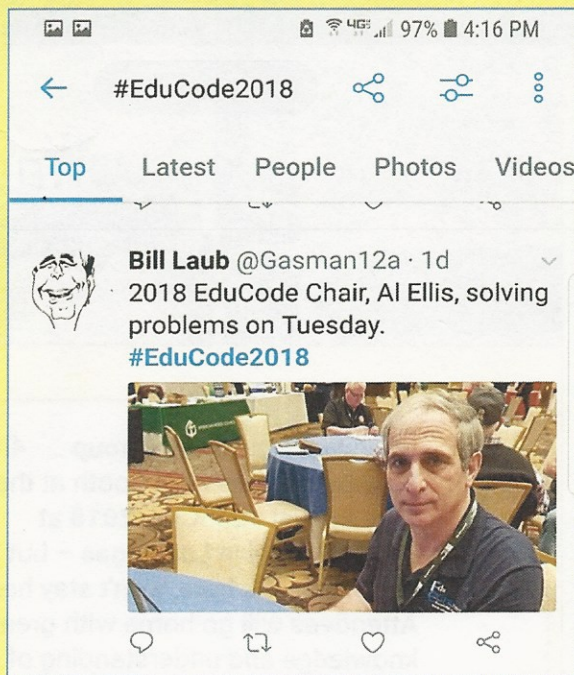 97% 4:16 PM
#EduCode2018
Top Latest People Photos Videos
Bill Laub @Gasman12a · 1d
2018 EduCode Chair, Al Ellis, solving
problems on Tuesday.
#EduCode2018